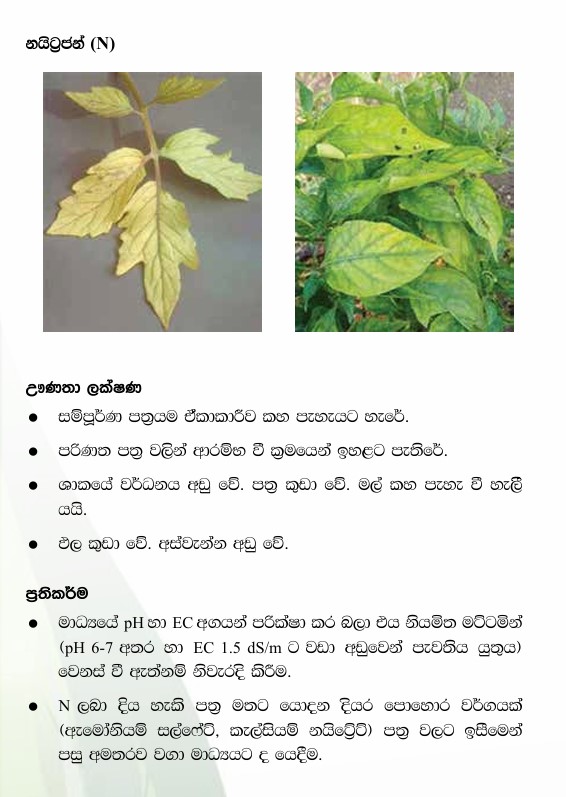 නයිට්‍රජන් (N)
ඌණතා ලක්ෂණ
● සම්පූර්ණ පත්‍රයම ඒකාකාරීව කහ පැහැයට හැරේ.
● පරිණත පත්‍ර වලින් ආරම්භ වී ක්‍රමයෙන් ඉහළට පැතිරේ.
● ශාකයේ වර්ධනය අඩු වේ. පත්‍ර කුඩා වේ. මල් කහ පැහැ වී හැලී
යයි.
● ඵල කුඩා වේ. අස්වැන්න අඩු වේ.
ප්‍රතිකර්ම
● මාධ්‍යයේ pH හා EC අගයන් පරික්ෂා කර බලා එය නියමිත මට්ටමින්
(pH 6-7 අතර හා EC 1.5 dS/m ට වඩා අඩුවෙන් පැවතිය යුතුය)
වෙනස් වී ඇත්නම් නිවැරදි කිරීම.
● N ලබා දිය හැකි පත්‍ර මතට යොදන දියර පොහොර වර්ගයක්
(ඇමෝනියම් සල්ෆේට්, කැල්සියම් නයිට්‍රේට්) පත්‍ර වලට ඉසීමෙන්
පසු අමතරව වගා මාධ්‍යයට ද යෙදීම.